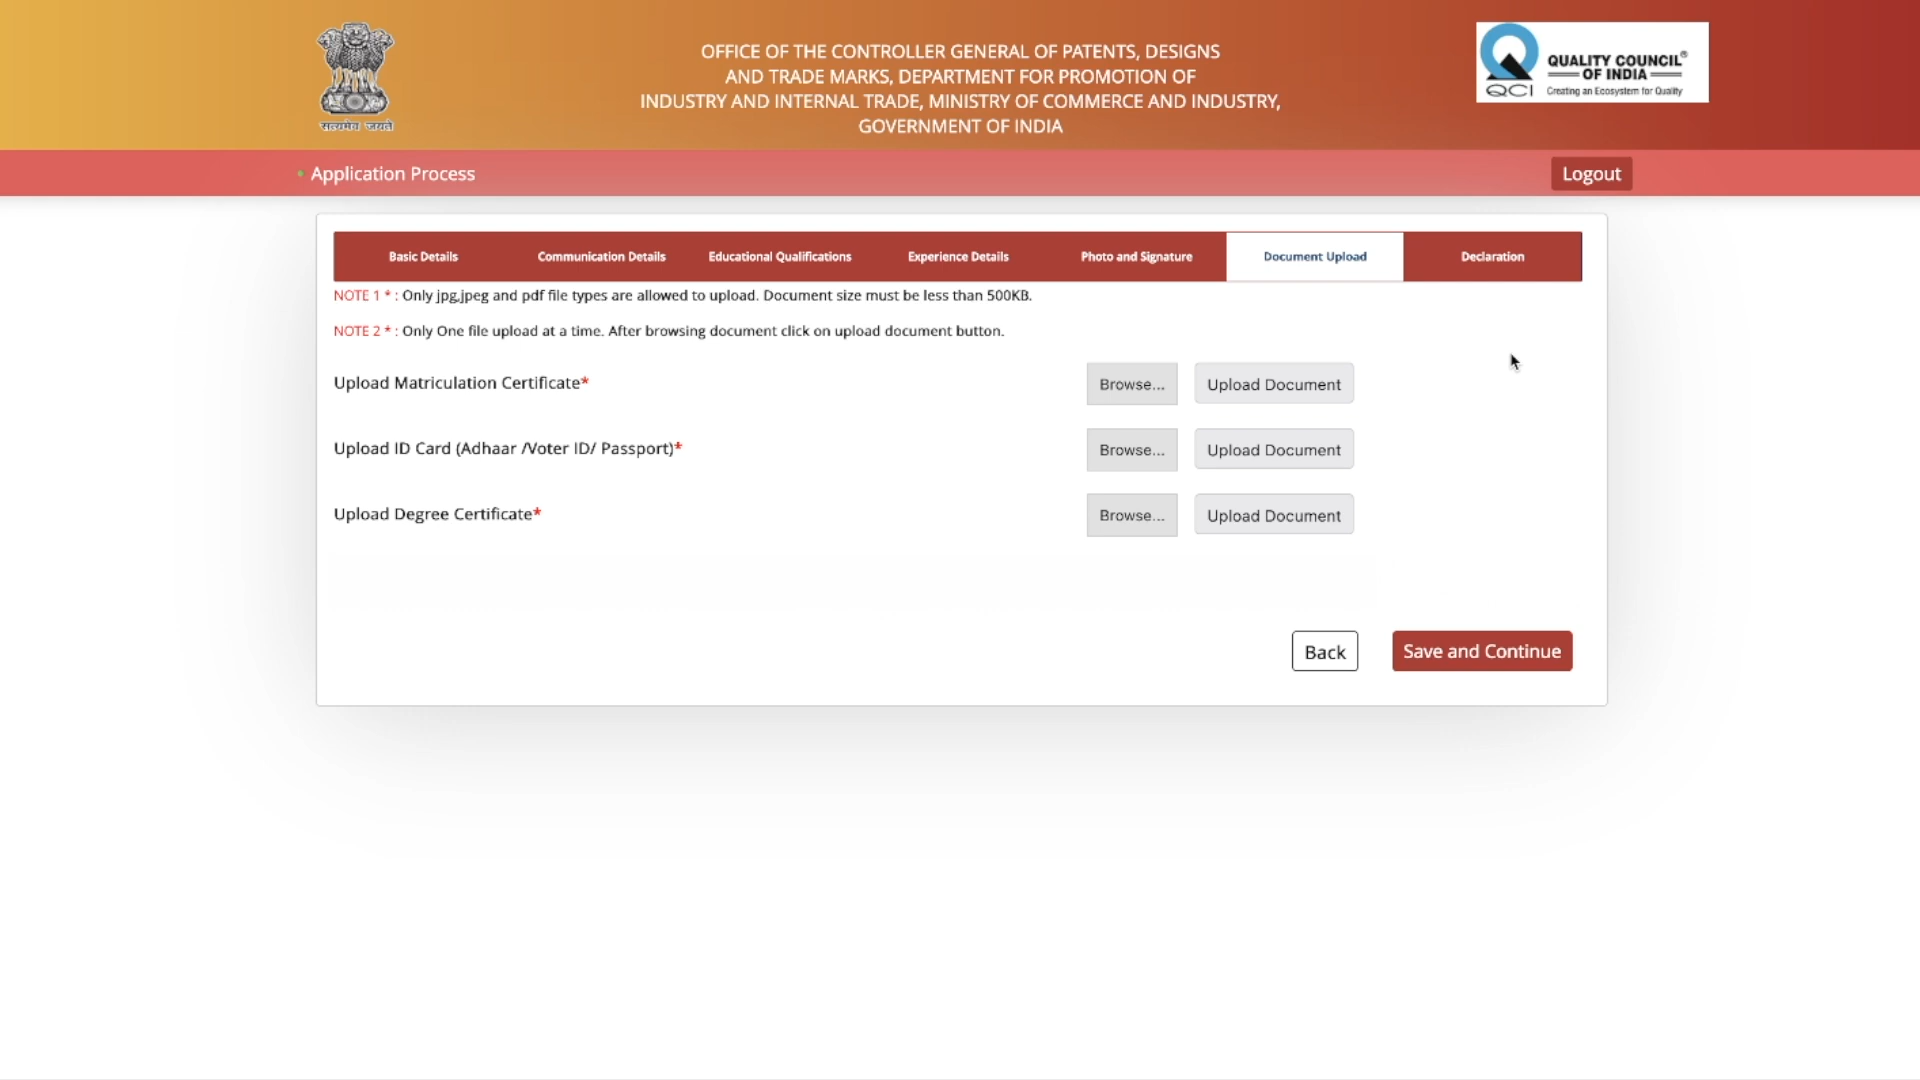 OFFICE OF THE CONTROLLER GENERAL OF PATENTS, DESIGNS
AND TRADE MARKS, DEPARTMENT FOR PROMOTION OF
INDUSTRY AND INTERNAL TRADE, MINISTRY OF COMMERCE AND INDUSTRY,
GOVERNMENT OF INDIA
सत्यमेव जयते
QUALITY COUNCIL®
OF INDIA
QCI Creating an Ecosystem for Quality
Application Process
Logout
Basic Details Communication Details Educational Qualifications Experience Details Photo and Signature Document Upload Declaration
NOTE 1 * : Only jpg,jpeg and pdf file types are allowed to upload. Document size must be less than 500KB.
NOTE 2 * : Only One file upload at a time. After browsing document click on upload document button.
Upload Matriculation Certificate* Browse... Upload Document
Upload ID Card (Adhaar /Voter ID/ Passport)* Browse... Upload Document
Upload Degree Certificate* Browse... Upload Document
Back Save and Continue